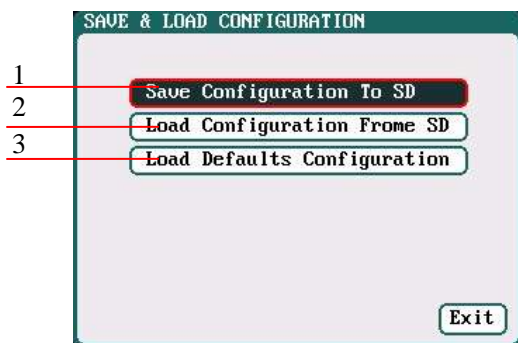 SAVE & LOAD CONFIGURATION
1
Save Configuration To SD
2
Load Configuration Frome SD
3
Load Defaults Configuration
Exit